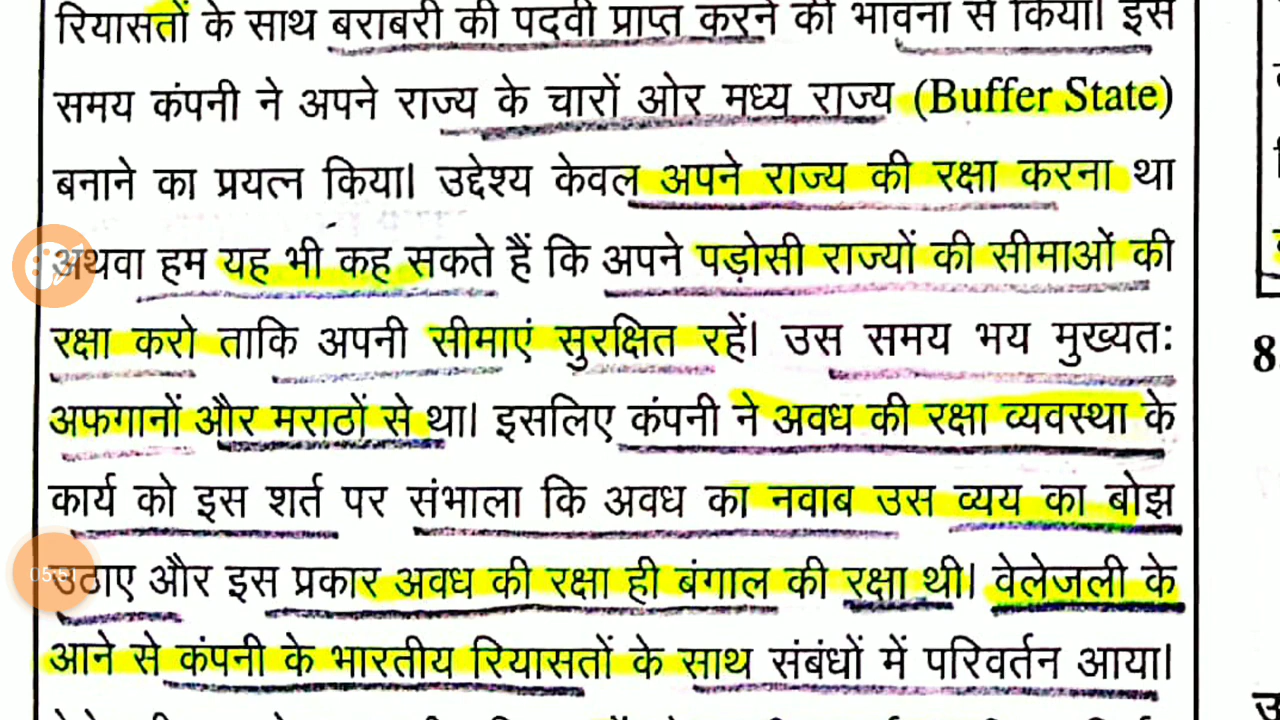 रियासतों के साथ बराबरी की पदवी प्राप्त करने की भावना से किया। इस
समय कंपनी ने अपने राज्य के चारों ओर मध्य राज्य (Buffer State)
बनाने का प्रयत्न किया। उद्देश्य केवल अपने राज्य की रक्षा करना था
अथवा हम यह भी कह सकते हैं कि अपने पड़ोसी राज्यों की सीमाओं की
रक्षा करो ताकि अपनी सीमाएं सुरक्षित रहें। उस समय भय मुख्यतः
अफगानों और मराठों से था। इसलिए कंपनी ने अवध की रक्षा व्यवस्था के
कार्य को इस शर्त पर संभाला कि अवध का नवाब उस व्यय का बोझ
उठाए और इस प्रकार अवध की रक्षा ही बंगाल की रक्षा थी। वेलेजली के
आने से कंपनी के भारतीय रियासतों के साथ संबंधों में परिवर्तन आया।
8.
05:51